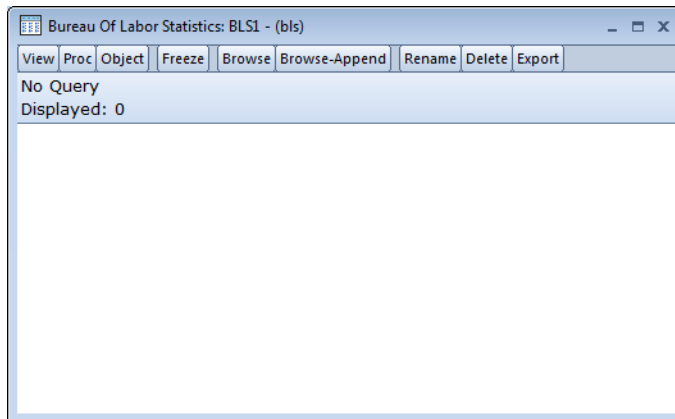 Bureau Of Labor Statistics: BLS1 - (bls)
View Proc Object Freeze Browse Browse-Append Rename Delete Export
No Query
Displayed: 0